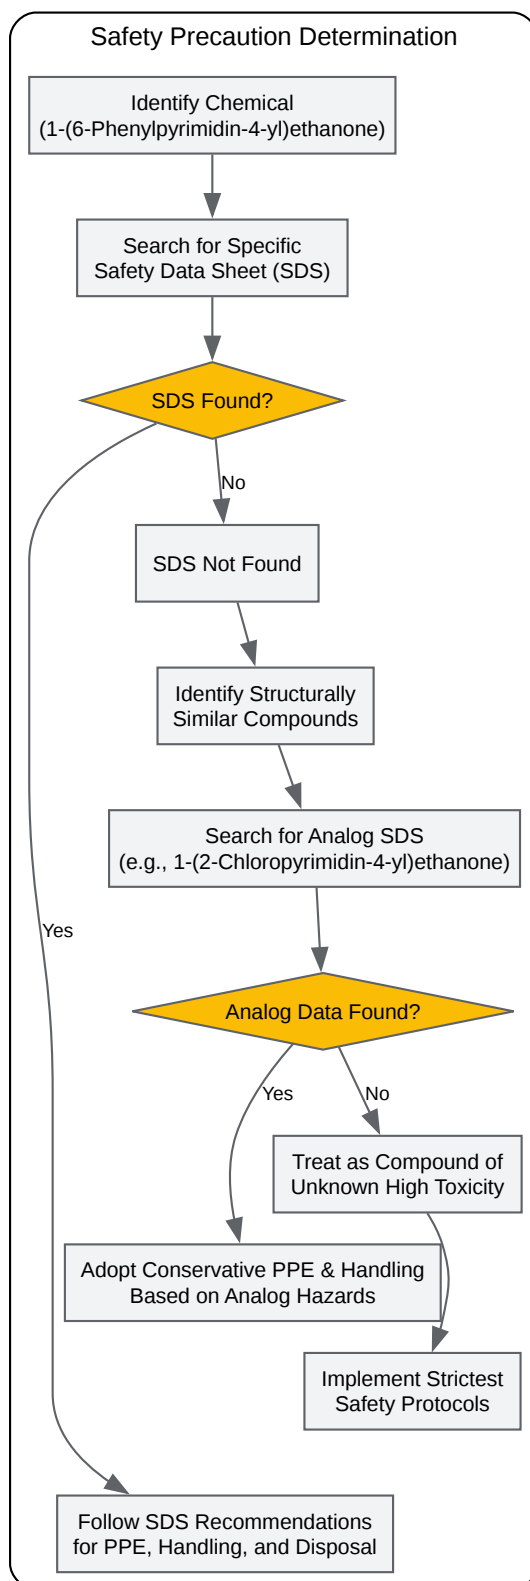 Safety Precaution Determination
Identify Chemical
(1-(6-Phenylpyrimidin-4-yl)ethanone)
Search for Specific
Safety Data Sheet (SDS)
SDS Found?
No
SDS Not Found
Identify Structurally
Similar Compounds
Search for Analog SDS
(e.g., 1-(2-Chloropyrimidin-4-yl)ethanone)
Yes
Analog Data Found?
Yes
No
Treat as Compound of
Unknown High Toxicity
Adopt Conservative PPE & Handling
Based on Analog Hazards
Implement Strictest
Safety Protocols
Follow SDS Recommendations
for PPE, Handling, and Disposal